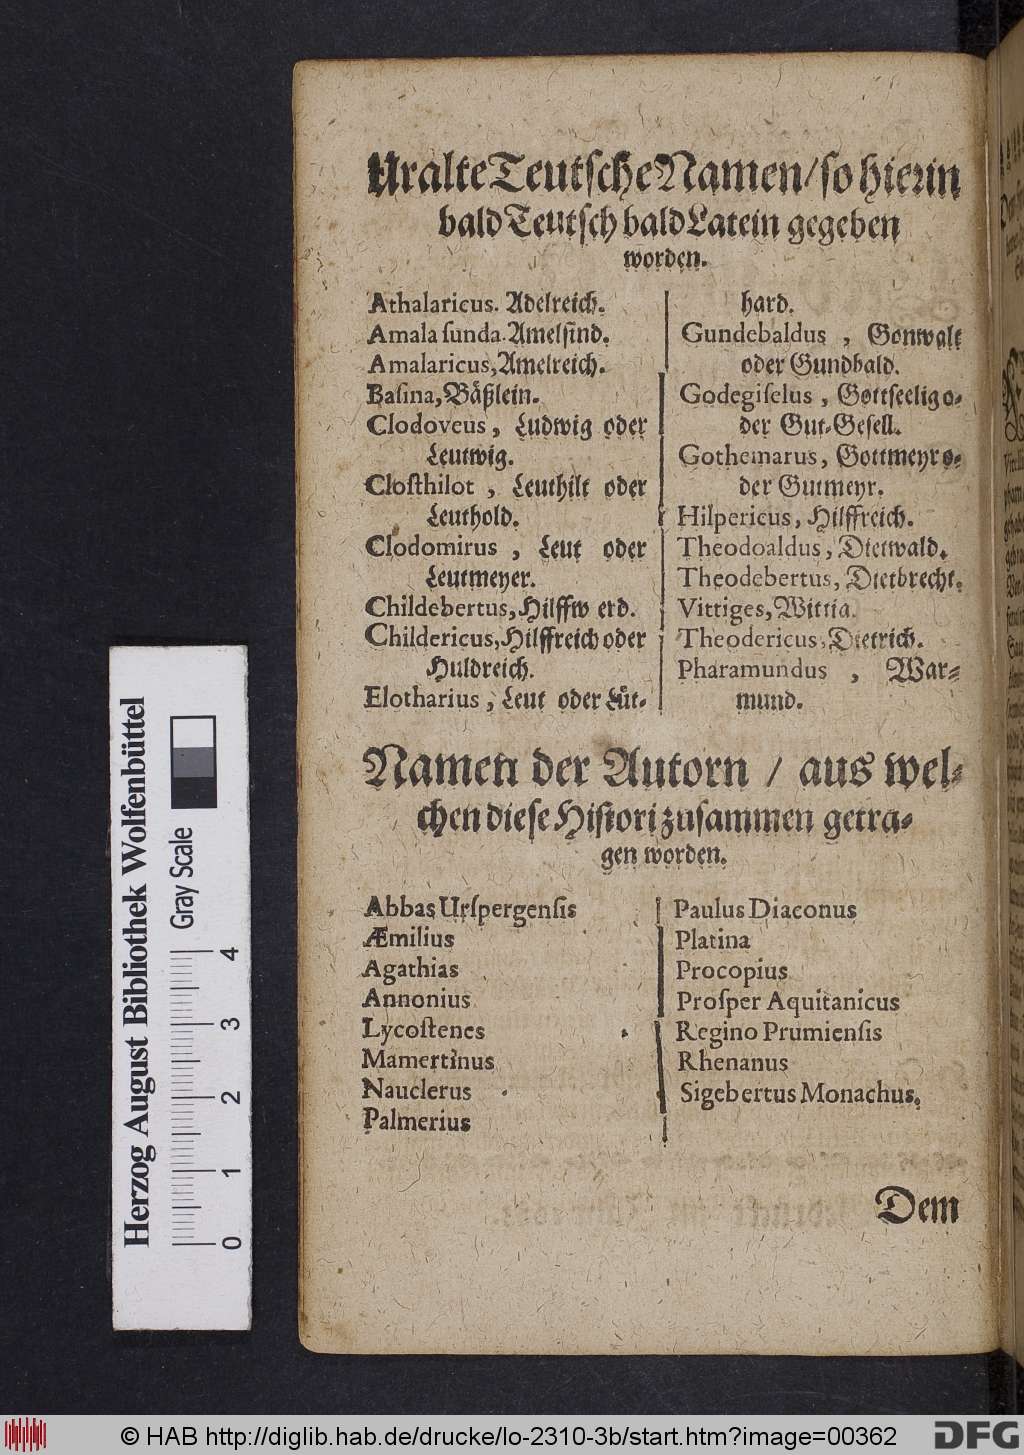 Uralte Teutsche Namen / so hierin
bald Teutsch bald Latein gegeben
worden.
Athalaricus. Adelreich.
Amala ſunda. Amelſind.
Amalaricus, Amelreich.
Baſina, Bäßlein.
Clodoveus, Ludwig oder
Leutwig.
Cloſthilot, Leuthilt oder
Leuthold.
Clodomirus, Leut oder
Leutmeyer.
Childebertus, Hilffw erd.
Childericus, Hilffreich oder
Huldreich.
Elotharius, Leut oder Lüt-
hard.
Gundebaldus, Gonwalt
oder Gundbald.
Godegiſelus, Gottſeelig o-
der Gut-Geſell.
Gothemarus, Gottmeyr o-
der Gutmeyr.
Hilpericus, Hilffreich.
Theodoaldus, Dietwald.
Theodebertus, Dietbrecht.
Vittiges, Wittia.
Theodericus, Dietrich.
Pharamundus, War-
mund.
Namen der Autorn / aus wel-
chen dieſe Hiſtori zuſammen getra-
gen worden.
Abbas Urſpergenſis
Æmilius
Agathias
Annonius
Lycoſtenes
Mamertinus
Nauclerus
Palmerius
Paulus Diaconus
Platina
Procopius
Proſper Aquitanicus
Regino Prumienſis
Rhenanus
Sigebertus Monachus.
Dem
Herzog August Bibliothek Wolfenbüttel
Gray Scale
0 1 2 3 4
© HAB http://diglib.hab.de/drucke/lo-2310-3b/start.htm?image=00362
DFG